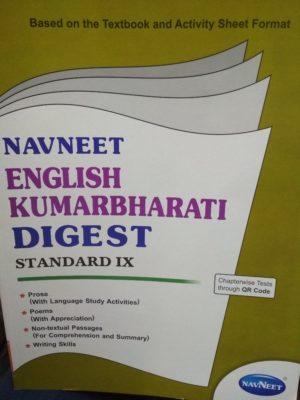 Based on the Textbook and Activity Sheet Format
NAVNEET
ENGLISH
KUMARBHARATI
DIGEST
STANDARD IX
Chapterwise Tests
through QR Code
★ Prose
(With Language Study Activities)
★ Poems
(With Appreciation)
★ Non-textual Passages
(For Comprehension and Summary)
★ Writing Skills
NAVNEET